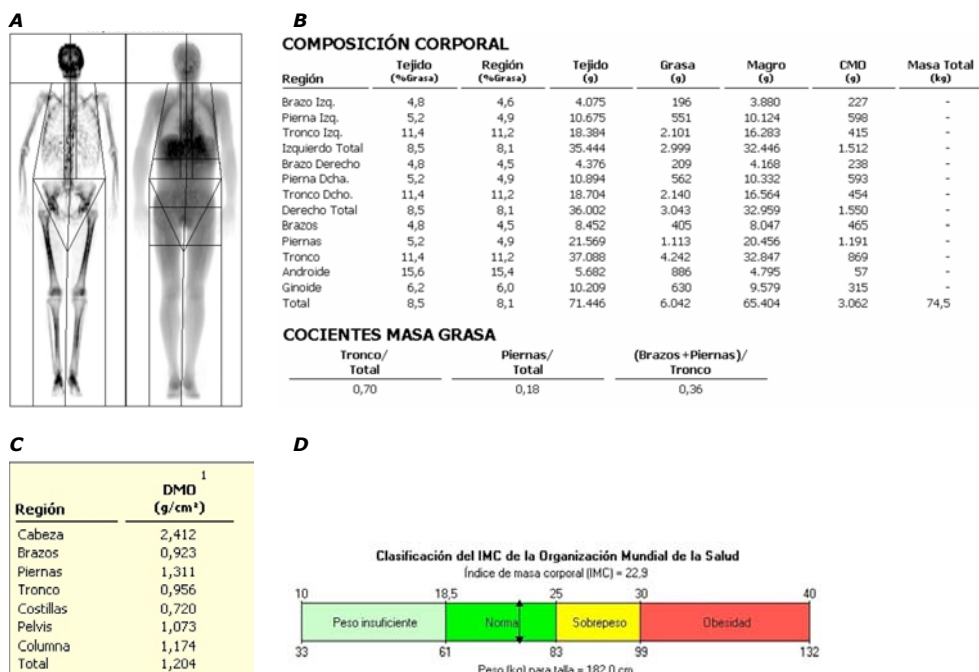 A
B
COMPOSICIÓN CORPORAL
Región Tejido (%Grasa) Región (%Grasa) Tejido (g) Grasa (g) Magro (g) CMO (g) Masa Total (kg)
Brazo Izq. 4,8 4,6 4.075 196 3.880 227 -
Pierna Izq. 5,2 4,9 10.675 551 10.124 598 -
Tronco Izq. 11,4 11,2 18.384 2.101 16.283 415 -
Izquierdo Total 8,5 8,1 35.444 2.999 32.446 1.512 -
Brazo Derecho 4,8 4,5 4.376 209 4.168 238 -
Pierna Dcha. 5,2 4,9 10.894 562 10.332 593 -
Tronco Dcho. 11,4 11,2 18.704 2.140 16.564 454 -
Derecho Total 8,5 8,1 36.002 3.043 32.959 1.550 -
Brazos 4,8 4,5 8.452 405 8.047 465 -
Piernas 5,2 4,9 21.569 1.113 20.456 1.191 -
Tronco 11,4 11,2 37.088 4.242 32.847 869 -
Androide 15,6 15,4 5.682 886 4.795 57 -
Ginoide 6,2 6,0 10.209 630 9.579 315 -
Total 8,5 8,1 71.446 6.042 65.404 3.062 74,5
COCIENTES MASA GRASA
Tronco/ Total Piernas/ Total (Brazos+Piernas)/ Tronco
0,70 0,18 0,36
C
Región DMO 1 (g/cm²)
Cabeza 2,412
Brazos 0,923
Piernas 1,311
Tronco 0,956
Costillas 0,720
Pelvis 1,073
Columna 1,174
Total 1,204
D
Clasificación del IMC de la Organización Mundial de la Salud
Índice de masa corporal (IMC) = 22,9
10 18,5 25 30 40
Peso insuficiente Normal Sobrepeso Obesidad
33 61 83 99 132
Peso (kg) para talla = 182,0 cm